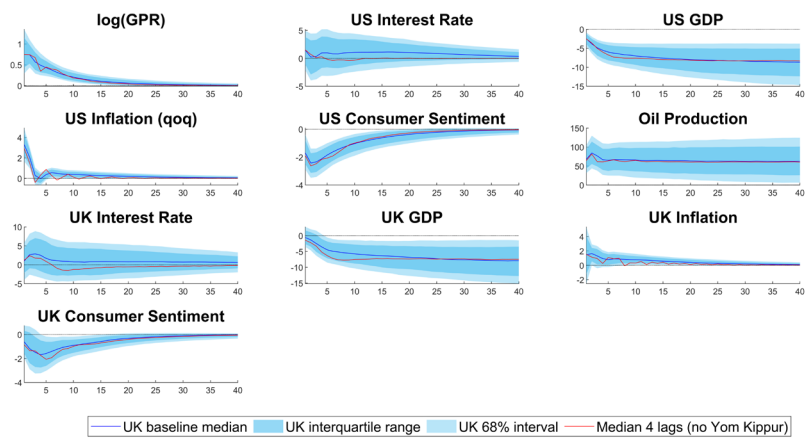 log(GPR)
US Interest Rate
US GDP
1
0.5
0
5 10 15 20 25 30 35 40
5
0
-5
5 10 15 20 25 30 35 40
0
-5
-10
-15
5 10 15 20 25 30 35 40
US Inflation (qoq)
US Consumer Sentiment
Oil Production
4
2
0
5 10 15 20 25 30 35 40
0
-2
-4
5 10 15 20 25 30 35 40
150
100
50
0
5 10 15 20 25 30 35 40
UK Interest Rate
UK GDP
UK Inflation
10
5
0
-5
5 10 15 20 25 30 35 40
0
-5
-10
-15
5 10 15 20 25 30 35 40
4
2
0
-2
5 10 15 20 25 30 35 40
UK Consumer Sentiment
0
-2
-4
5 10 15 20 25 30 35 40
UK baseline median UK interquartile range UK 68% interval Median 4 lags (no Yom Kippur)